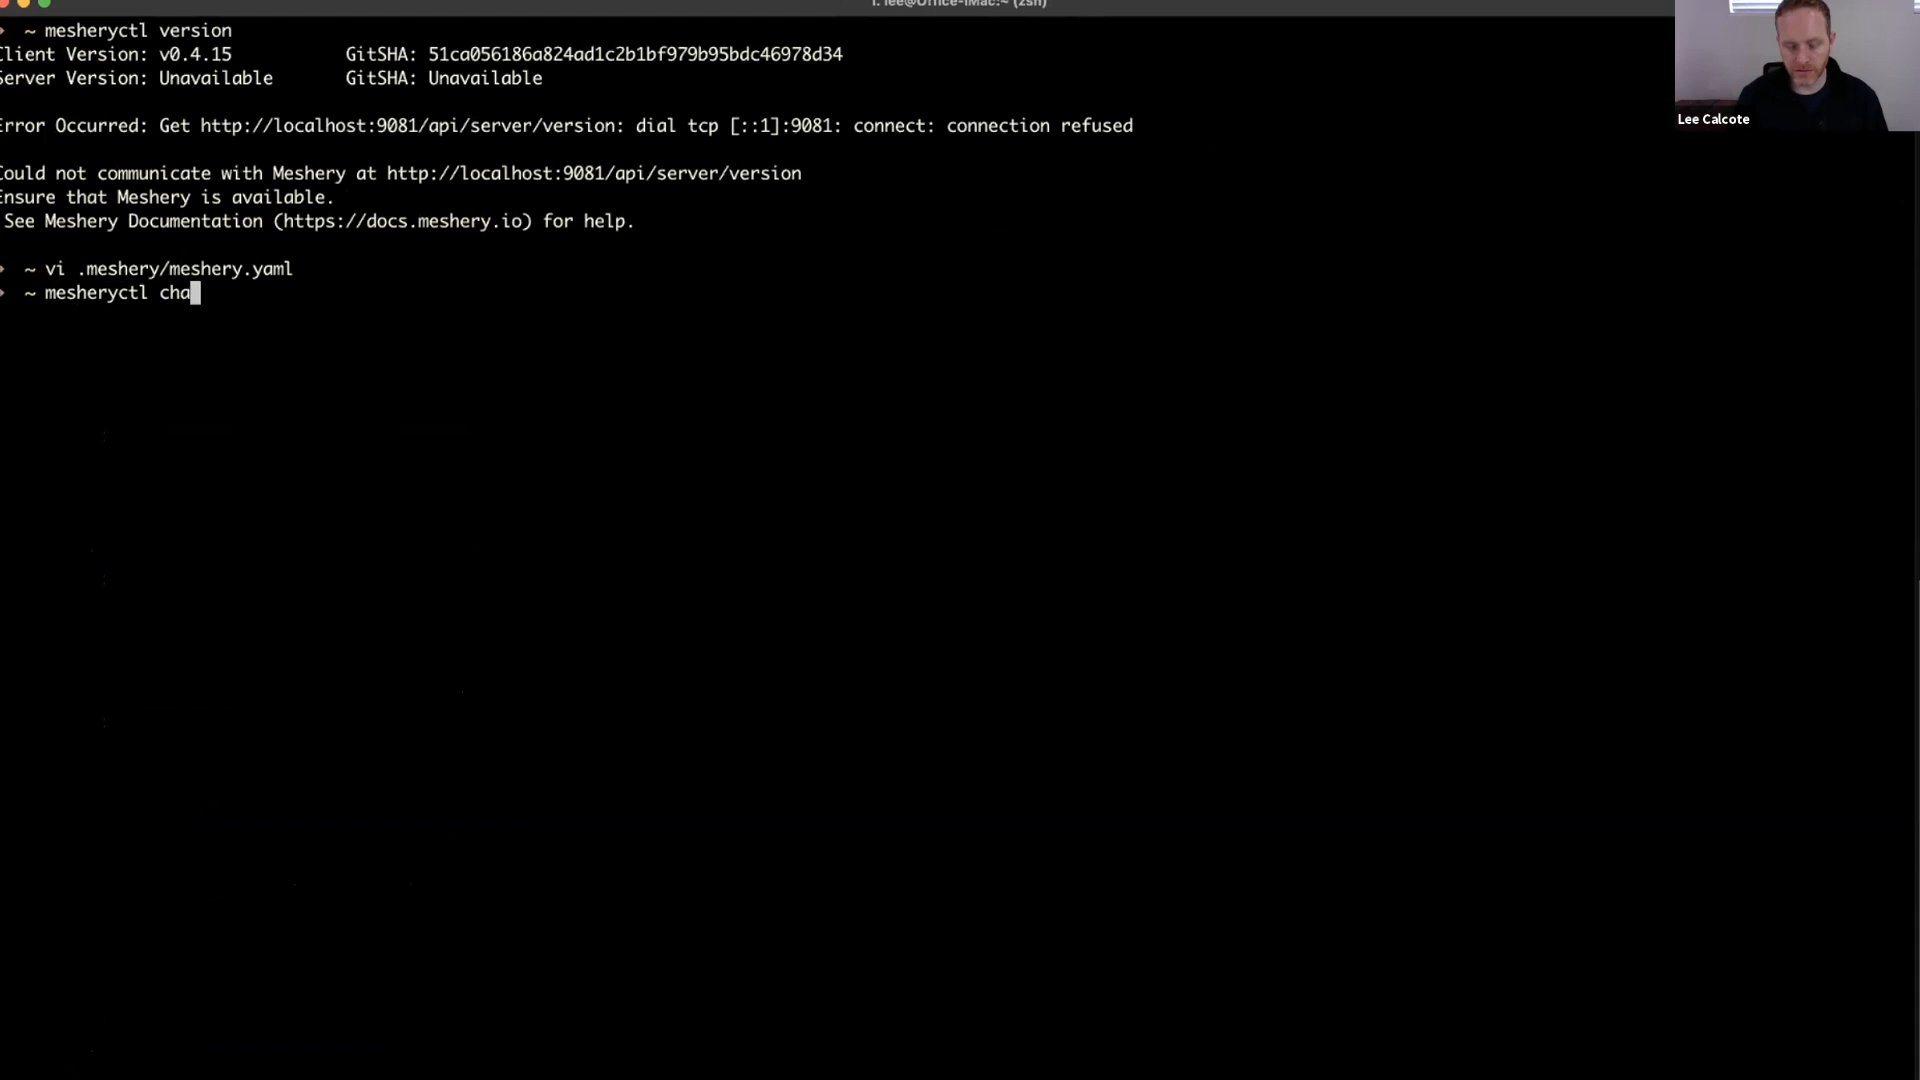 1. lee@Office-iMac:~ (zsh)
~ mesheryctl version
Client Version: v0.4.15 GitSHA: 51ca056186a824ad1c2b1bf979b95bdc46978d34
Server Version: Unavailable GitSHA: Unavailable
Error Occurred: Get http://localhost:9081/api/server/version: dial tcp [::1]:9081: connect: connection refused
Could not communicate with Meshery at http://localhost:9081/api/server/version
Ensure that Meshery is available.
See Meshery Documentation (https://docs.meshery.io) for help.
~ vi .meshery/meshery.yaml
~ mesheryctl cha
Lee Calcote